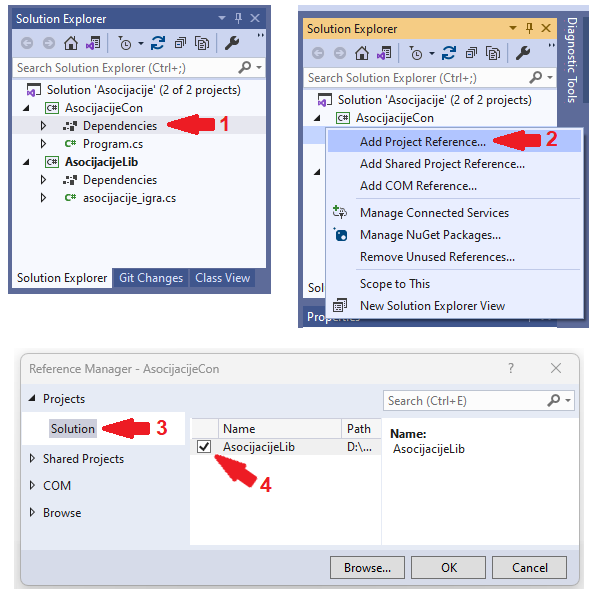 Solution Explorer
Search Solution Explorer (Ctrl+;)
Solution 'Asocijacije' (2 of 2 projects)
C# AsocijacijeCon
Dependencies 1
C# Program.cs
C# AsocijacijeLib
Dependencies
C# asocijacije_igra.cs
Solution Explorer Git Changes Class View
Solution Explorer
Search Solution Explorer (Ctrl+;)
Solution 'Asocijacije' (2 of 2 projects)
C# AsocijacijeCon
Add Project Reference... 2
Add Shared Project Reference...
Add COM Reference...
Manage Connected Services
Manage NuGet Packages...
Remove Unused References...
Scope to This
New Solution Explorer View
Sol
Properties
Diagnostic Tools
Reference Manager - AsocijacijeCon ?
Projects
Search (Ctrl+E)
Solution 3
Shared Projects
COM
Browse
Name Path
AsocijacijeLib D:\...
4
Name:
AsocijacijeLib
Browse... OK Cancel